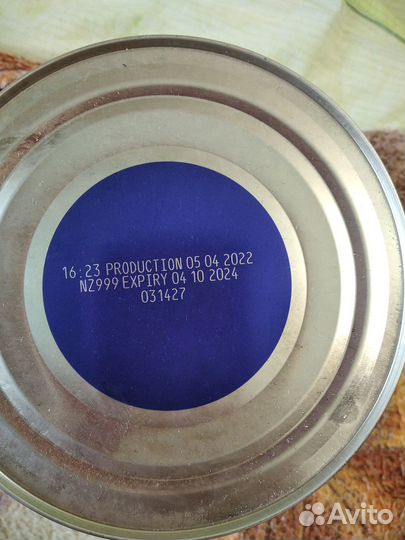 16:23 PRODUCTION 05 04 2022
NZ999 EXPIRY 04 10 2024
031427
Avito